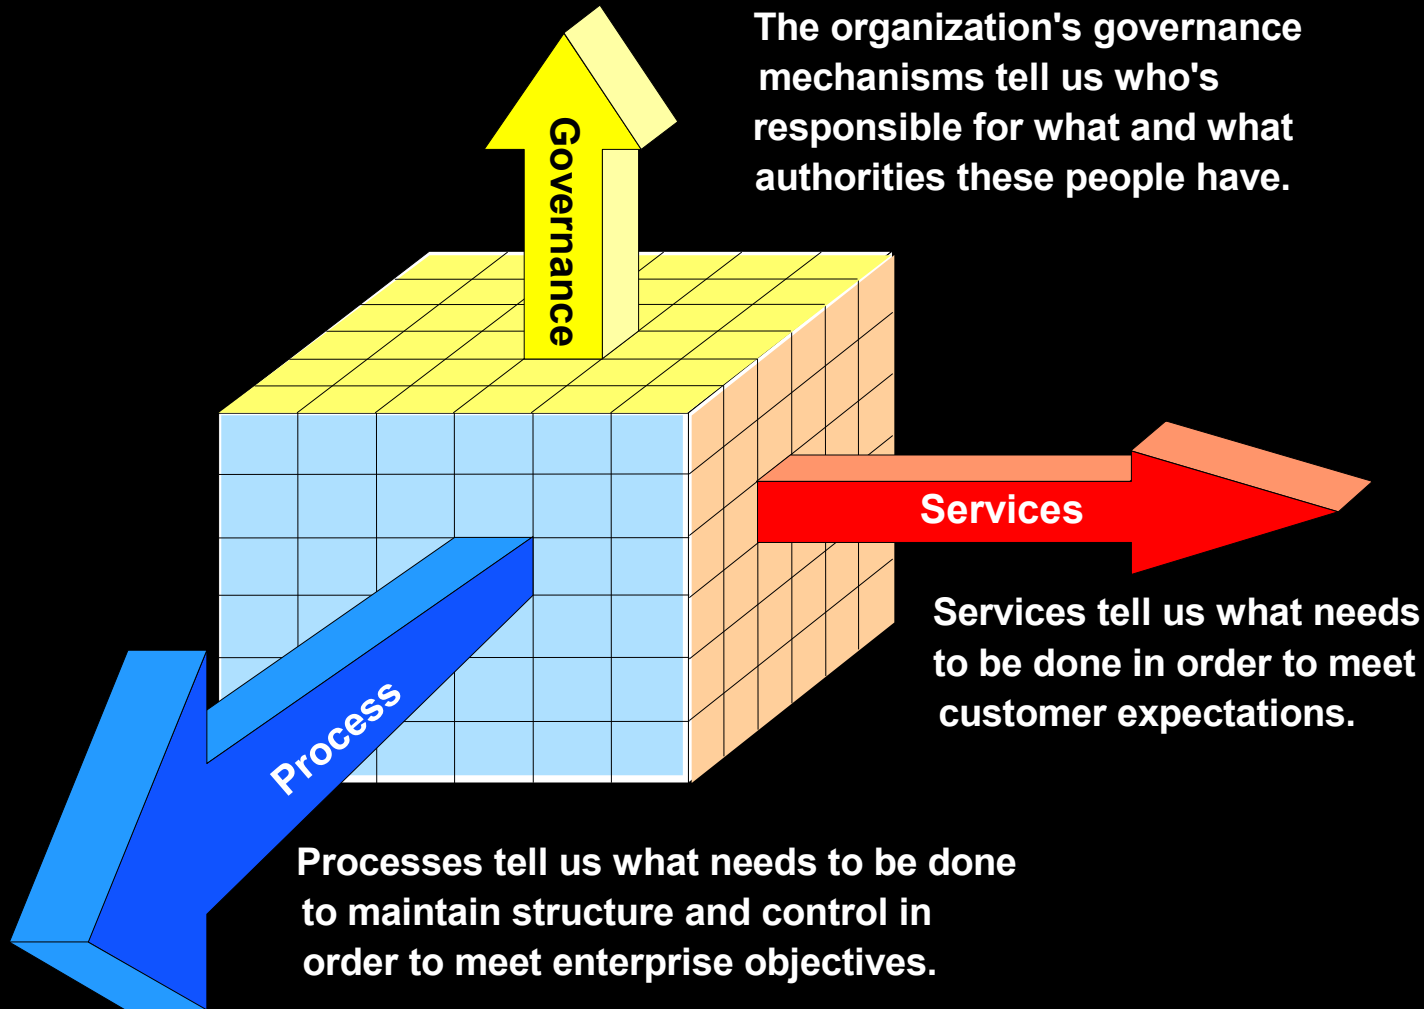 The organization's governance
mechanisms tell us who's
responsible for what and what
authorities these people have.
Governance
Services
Services tell us what needs
to be done in order to meet
customer expectations.
Process
Processes tell us what needs to be done
to maintain structure and control in
order to meet enterprise objectives.